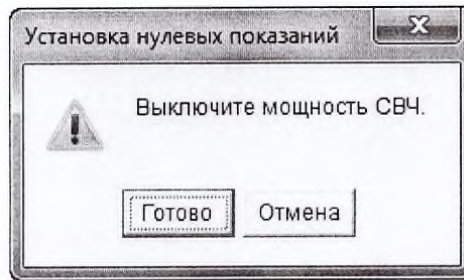 Установка нулевых показаний
Выключите мощность СВЧ.
Готово
Отмена